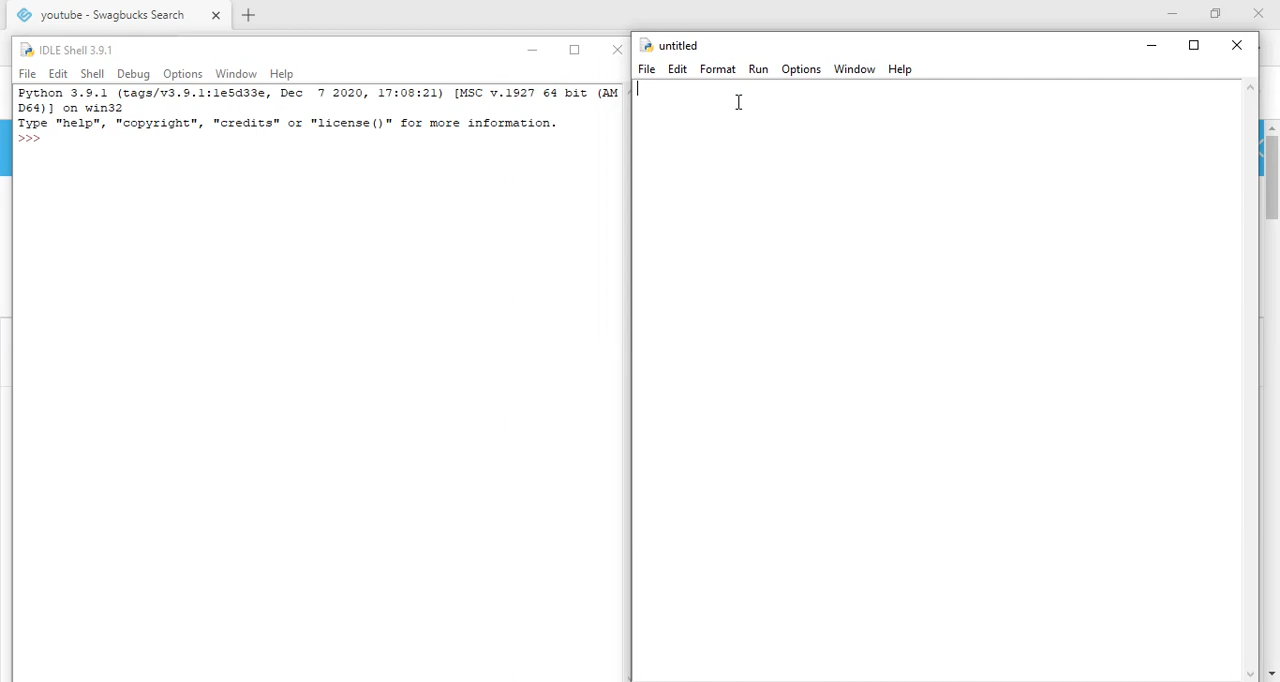 youtube - Swagbucks Search
IDLE Shell 3.9.1
File Edit Shell Debug Options Window Help
Python 3.9.1 (tags/v3.9.1:1e5d33e, Dec  7 2020, 17:08:21) [MSC v.1927 64 bit (AM
D64)] on win32
Type "help", "copyright", "credits" or "license()" for more information.
>>>
untitled
File Edit Format Run Options Window Help